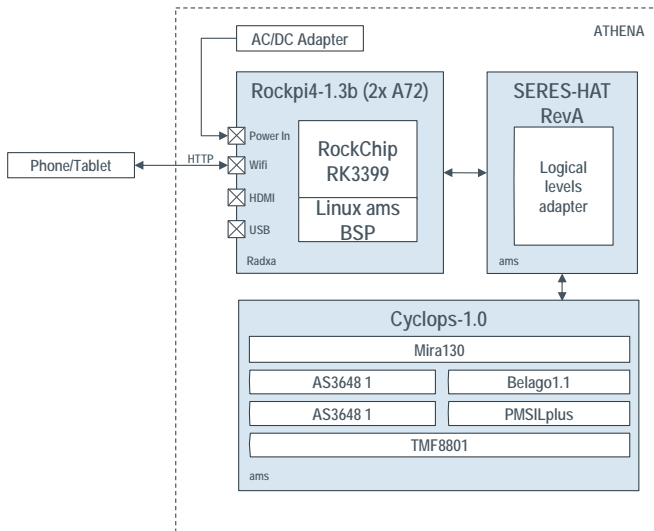 ATHENA
AC/DC Adapter
Rockpi4-1.3b (2x A72)
SERES-HAT
RevA
Power In
RockChip
RK3399
Logical
levels
adapter
Phone/Tablet
HTTP
Wifi
HDMI
Linux ams
BSP
USB
Radxa
ams
Cyclops-1.0
Mira130
AS3648 1
Belago1.1
AS3648 1
PMSILplus
TMF8801
ams